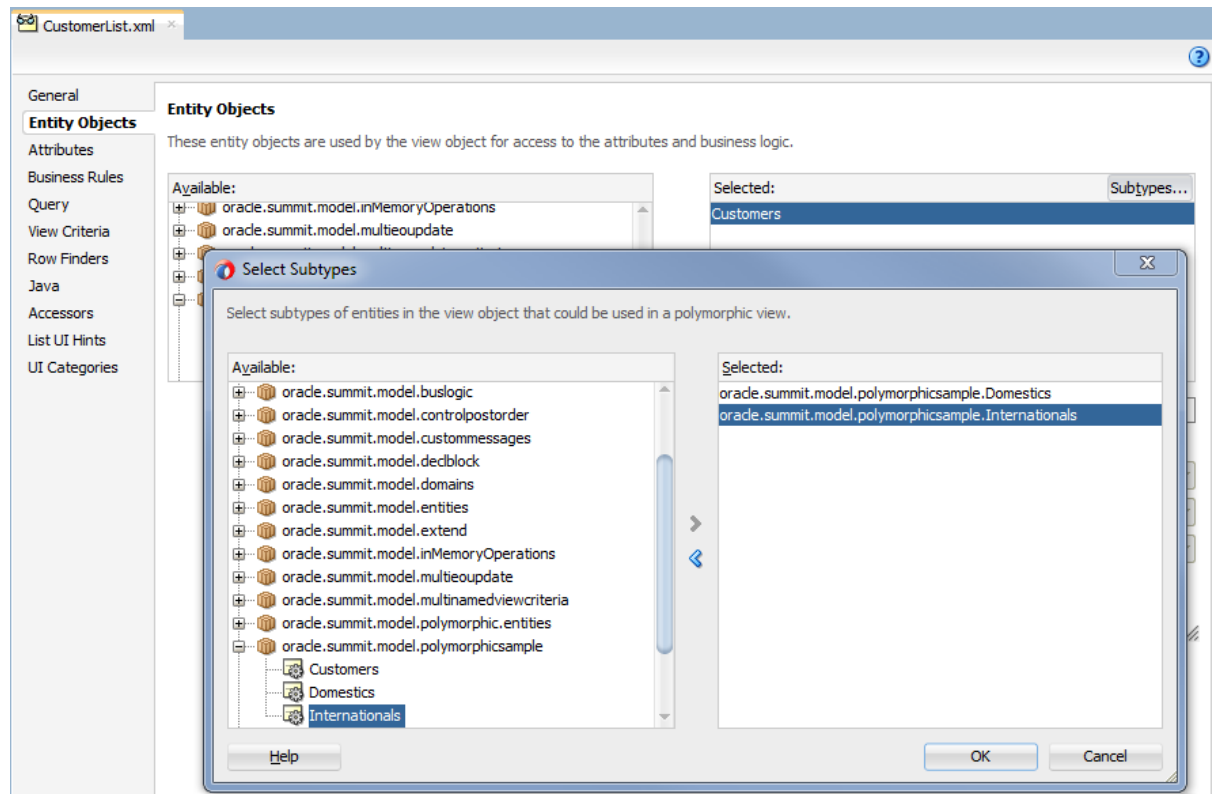 CustomerList.xml
General
Entity Objects
Attributes
Business Rules
Query
View Criteria
Row Finders
Java
Accessors
List UI Hints
UI Categories
Entity Objects
These entity objects are used by the view object for access to the attributes and business logic.
Available:
oracle.summit.model.inMemoryOperations
oracle.summit.model.multieoupdate
Selected:
Subtypes...
Customers
Select Subtypes
Select subtypes of entities in the view object that could be used in a polymorphic view.
Available:
oracle.summit.model.buslogic
oracle.summit.model.controlpostorder
oracle.summit.model.custommessages
oracle.summit.model.declblock
oracle.summit.model.domains
oracle.summit.model.entities
oracle.summit.model.extend
oracle.summit.model.inMemoryOperations
oracle.summit.model.multieoupdate
oracle.summit.model.multinamedviewcriteria
oracle.summit.model.polymorphic.entities
oracle.summit.model.polymorphicsample
Customers
Domestics
Internationals
Selected:
oracle.summit.model.polymorphicsample.Domestics
oracle.summit.model.polymorphicsample.Internationals
Help
OK
Cancel